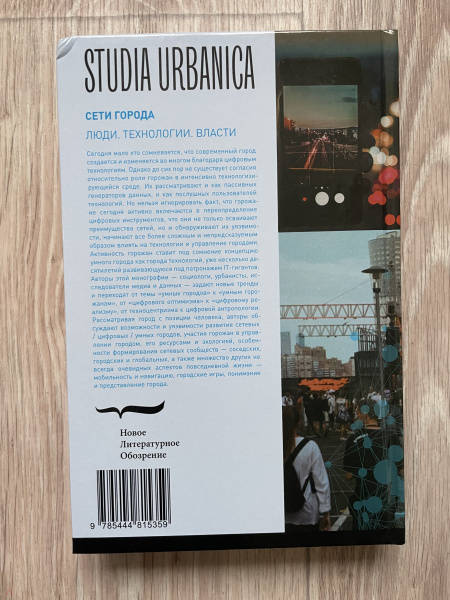 STUDIA URBANICA
СЕТИ ГОРОДА
ЛЮДИ. ТЕХНОЛОГИИ. ВЛАСТИ
Сегодня мало кто сомневается, что современный город
создается и изменяется во многом благодаря цифровым
технологиям. Однако до сих пор не существует согласия
относительно роли горожан в интенсивно технологизи-
рующейся среде. Их рассматривают и как пассивных
генераторов данных, и как послушных пользователей
технологий. Но нельзя игнорировать факт, что горожа-
не сегодня активно включаются в переопределение
цифровых инструментов, что они не только осваивают
преимущества сетей, но и обнаруживают их уязвимо-
сти, начинают все более сложным и непредсказуемым
образом влиять на технологии и управление городами.
Активность горожан ставит под сомнение концепцию
умного города как города технологий, уже несколько де-
сятилетий развивающуюся под патронажем IT-гигантов.
Авторы этой монографии — социологи, урбанисты, ис-
следователи медиа и данных — задают новые тренды
и переходят от темы «умных городов» к «умным горо-
жанам», от «цифрового оптимизма» к «цифровому ре-
ализму», от техноцентризма к цифровой антропологии.
Рассматривая город с позиции человека, авторы об-
суждают возможности и уязвимости развития сетевых
/ цифровых / умных городов, участие горожан в управ-
лении городом, его ресурсами и экологией, особен-
ности формирования сетевых сообществ — соседских,
городских и глобальных, а также множество других не
всегда очевидных аспектов повседневной жизни —
мобильность и навигацию, городские игры, понимание
и представление города.
Новое
Литературное
Обозрение
9 785444 815359